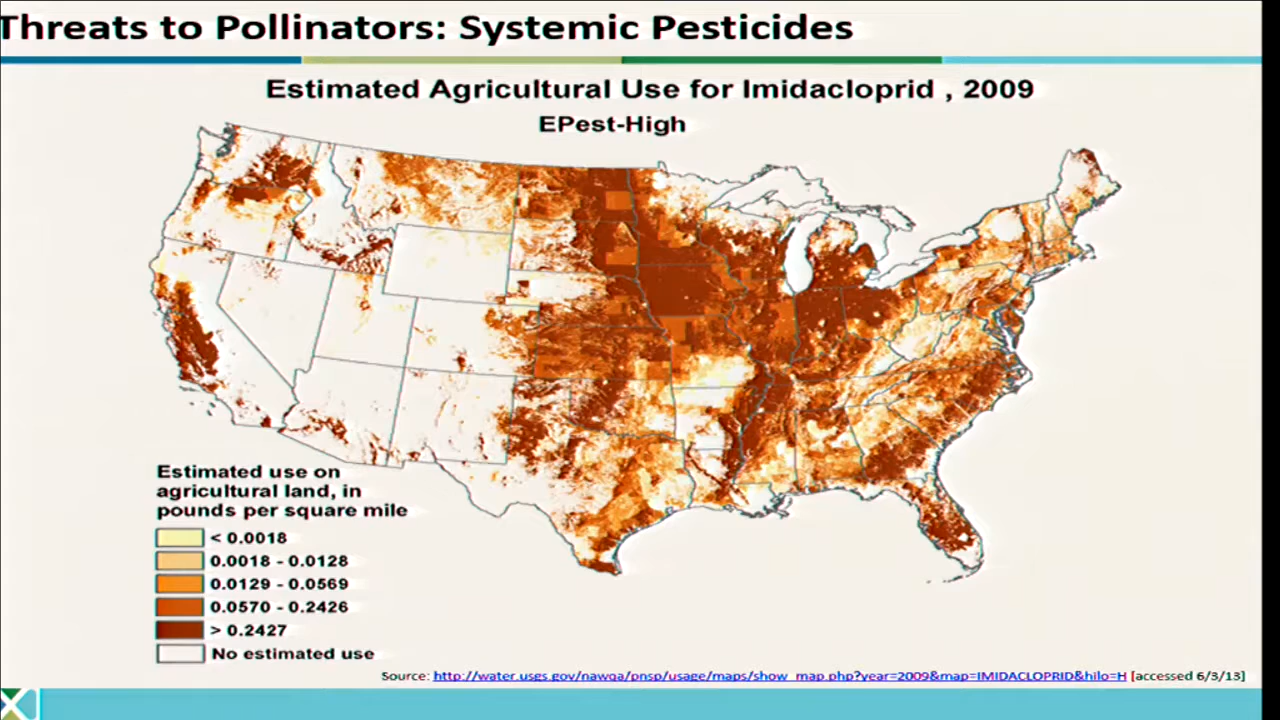 Threats to Pollinators: Systemic Pesticides
Estimated Agricultural Use for Imidacloprid , 2009
EPest-High
Estimated use on
agricultural land, in
pounds per square mile
< 0.0018
0.0018 - 0.0128
0.0129 - 0.0569
0.0570 - 0.2426
> 0.2427
No estimated use
Source: http://water.usgs.gov/nawqa/pnsp/usage/maps/show_map.php?year=2009&map=IMIDACLOPRID&hilo=H [accessed 6/3/13]